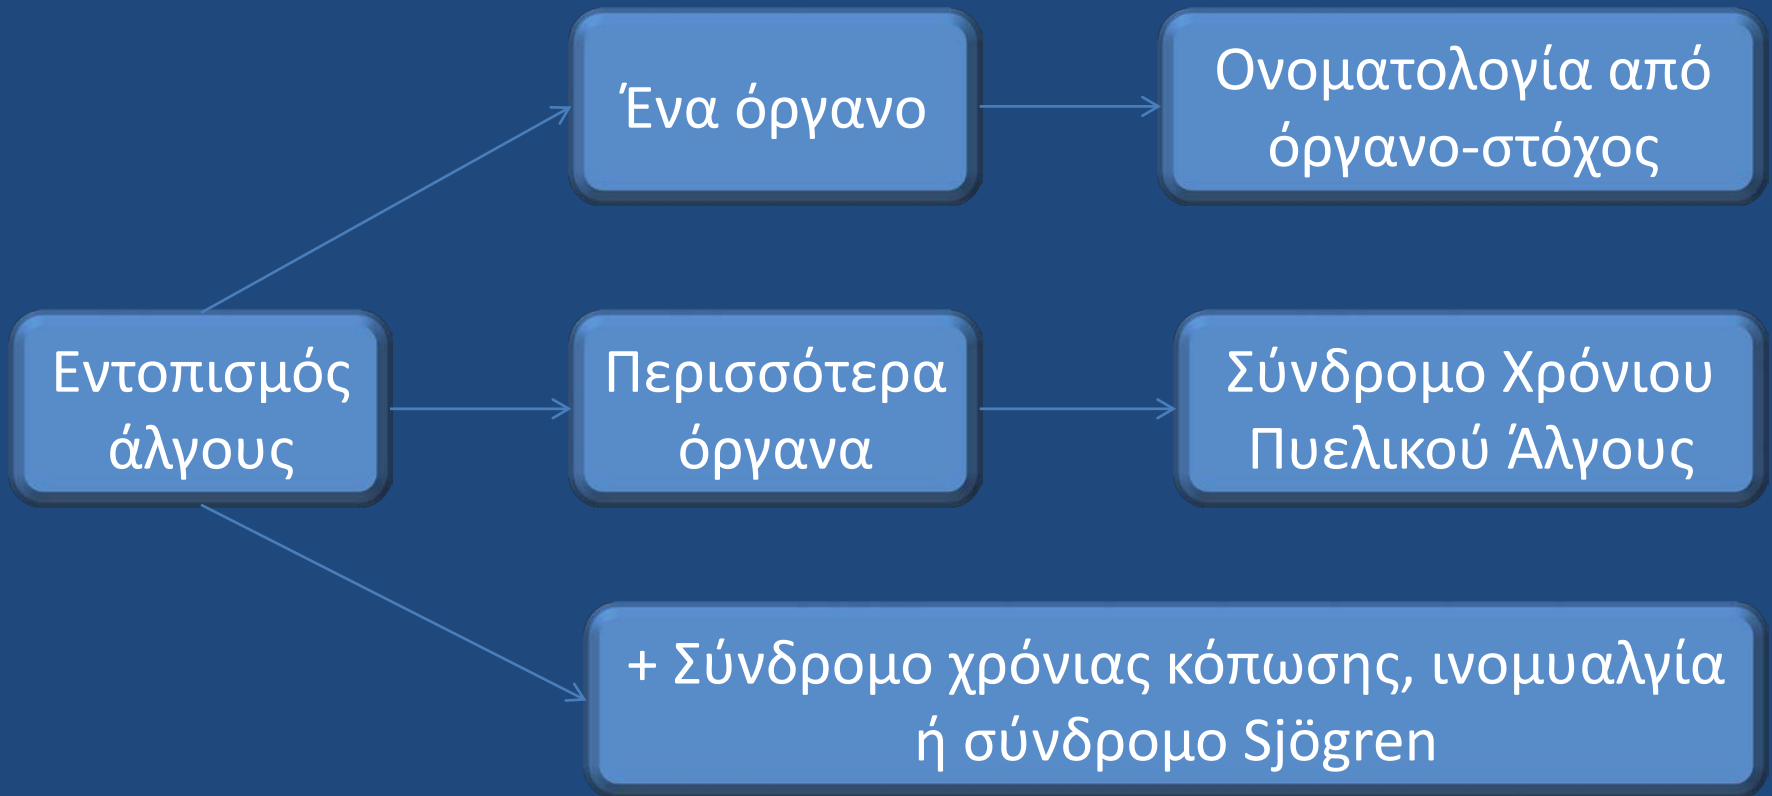 Ένα όργανο
Ονοματολογία από
όργανο-στόχος
Εντοπισμός
άλγους
Περισσότερα
όργανα
Σύνδρομο Χρόνιου
Πυελικού Άλγους
+ Σύνδρομο χρόνιας κόπωσης, ινομυαλγία
ή σύνδρομο Sjögren